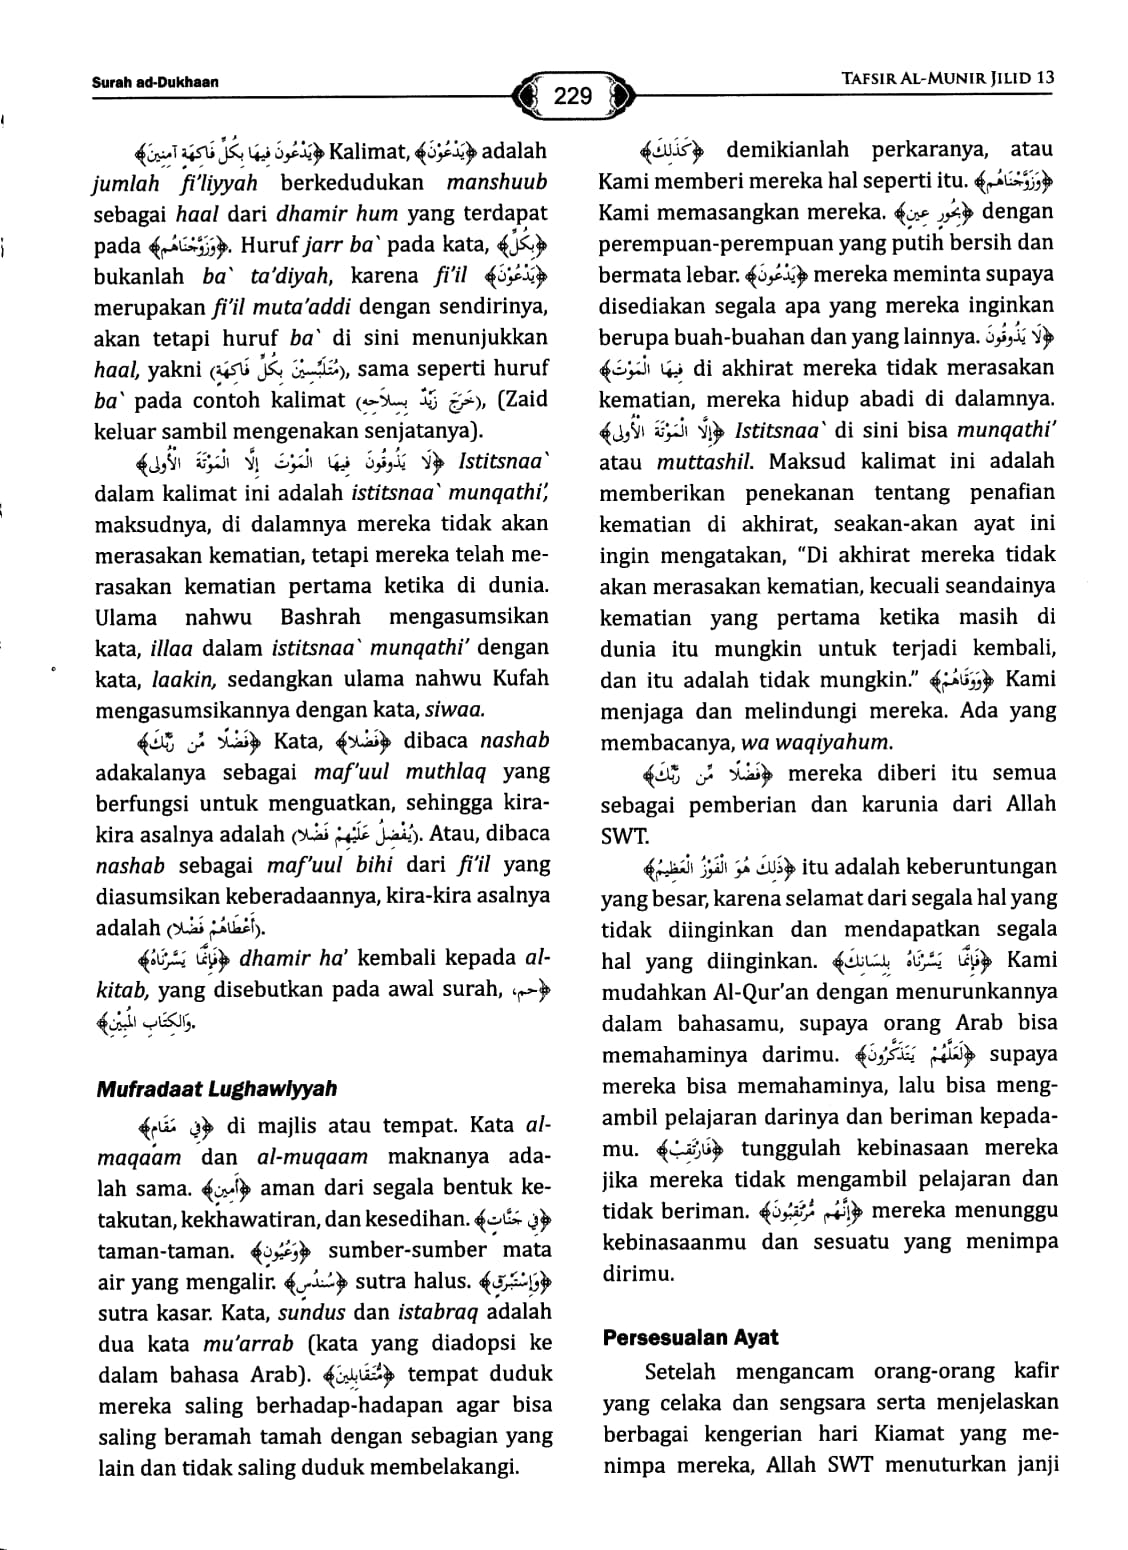 Surah ad-Dukhaan
229
TAFSIR AL-MUNIR JILID 13
﴿يَدْعُونَ فِيهَا بِكُلِّ فَاكِهَةٍ آمِنِينَ﴾ Kalimat, ﴿يَدْعُوْنَ﴾ adalah
jumlah fi’liyyah berkedudukan manshuub
sebagai haal dari dhamir hum yang terdapat
pada ﴿وَزَوَّجْنَاهُم﴾. Huruf jarr ba` pada kata, ﴿بِكُلِّ﴾
bukanlah ba` ta’diyah, karena fi’il ﴿يَدْعُوْنَ﴾
merupakan fi’il muta’addi dengan sendirinya,
akan tetapi huruf ba` di sini menunjukkan
haal, yakni (مُتَلَبِّسِيْنَ بِكُلِّ فَاكِهَةٍ), sama seperti huruf
ba` pada contoh kalimat (خَرَجَ زَيْدٌ بِسِلاَحِهِ), (Zaid
keluar sambil mengenakan senjatanya).
﴿لَا يَذُوقُونَ فِيهَا الْمَوْتَ إِلَّا الْمَوْتَةَ الْأُولَى﴾ Istitsnaa`
dalam kalimat ini adalah istitsnaa` munqathi’,
maksudnya, di dalamnya mereka tidak akan
merasakan kematian, tetapi mereka telah me-
rasakan kematian pertama ketika di dunia.
Ulama nahwu Bashrah mengasumsikan
kata, illaa dalam istitsnaa` munqathi’ dengan
kata, laakin, sedangkan ulama nahwu Kufah
mengasumsikannya dengan kata, siwaa.
﴿فَضْلًا مِّن رَّبِّكَ﴾ Kata, ﴿فَضْلا﴾ dibaca nashab
adakalanya sebagai maf’uul muthlaq yang
berfungsi untuk menguatkan, sehingga kira-
kira asalnya adalah (يُفْضِلُ عَلَيْهِمْ فَضْلا). Atau, dibaca
nashab sebagai maf’uul bihi dari fi’il yang
diasumsikan keberadaannya, kira-kira asalnya
adalah (أَعْطَاهُمْ فَضْلا).
﴿فَإِنَّمَا يَسَّرْنَاهُ﴾ dhamir ha’ kembali kepada al-
kitab, yang disebutkan pada awal surah, ﴿حم،
وَالكِتَابِ المُبِيْنِ﴾.
Mufradaat Lughawiyyah
﴿فِي مَقَامٍ﴾ di majlis atau tempat. Kata al-
maqaam dan al-muqaam maknanya ada-
lah sama. ﴿أَمِينٍ﴾ aman dari segala bentuk ke-
takutan, kekhawatiran, dan kesedihan. ﴿فِي جَنَّاتٍ﴾
taman-taman. ﴿وَعُيُونٍ﴾ sumber-sumber mata
air yang mengalir. ﴿سُندُسٍ﴾ sutra halus. ﴿وَإِسْتَبْرَقٍ﴾
sutra kasar. Kata, sundus dan istabraq adalah
dua kata mu’arrab (kata yang diadopsi ke
dalam bahasa Arab). ﴿مُّتَقَابِلِينَ﴾ tempat duduk
mereka saling berhadap-hadapan agar bisa
saling beramah tamah dengan sebagian yang
lain dan tidak saling duduk membelakangi.
﴿كَذَلِكَ﴾ demikianlah perkaranya, atau
Kami memberi mereka hal seperti itu. ﴿وَزَوَّجْنَاهُم﴾
Kami memasangkan mereka. ﴿بِحُورٍ عِينٍ﴾ dengan
perempuan-perempuan yang putih bersih dan
bermata lebar. ﴿يَدْعُونَ﴾ mereka meminta supaya
disediakan segala apa yang mereka inginkan
berupa buah-buahan dan yang lainnya. ﴿لَا يَذُوقُونَ
فِيهَا الْمَوْتَ﴾ di akhirat mereka tidak merasakan
kematian, mereka hidup abadi di dalamnya.
﴿إِلَّا الْمَوْتَةَ الْأُولَى﴾ Istitsnaa` di sini bisa munqathi’
atau muttashil. Maksud kalimat ini adalah
memberikan penekanan tentang penafian
kematian di akhirat, seakan-akan ayat ini
ingin mengatakan, “Di akhirat mereka tidak
akan merasakan kematian, kecuali seandainya
kematian yang pertama ketika masih di
dunia itu mungkin untuk terjadi kembali,
dan itu adalah tidak mungkin.” ﴿وَوَقَاهُمْ﴾ Kami
menjaga dan melindungi mereka. Ada yang
membacanya, wa waqiyahum.
﴿فَضْلًا مِّن رَّبِّكَ﴾ mereka diberi itu semua
sebagai pemberian dan karunia dari Allah
SWT.
﴿ذَلِكَ هُوَ الْفَوْزُ الْعَظِيمُ﴾ itu adalah keberuntungan
yang besar, karena selamat dari segala hal yang
tidak diinginkan dan mendapatkan segala
hal yang diinginkan. ﴿فَإِنَّمَا يَسَّرْنَاهُ بِلِسَانِكَ﴾ Kami
mudahkan Al-Qur’an dengan menurunkannya
dalam bahasamu, supaya orang Arab bisa
memahaminya darimu. ﴿لَعَلَّهُمْ يَتَذَكَّرُونَ﴾ supaya
mereka bisa memahaminya, lalu bisa meng-
ambil pelajaran darinya dan beriman kepada-
mu. ﴿فَارْتَقِبْ﴾ tunggulah kebinasaan mereka
jika mereka tidak mengambil pelajaran dan
tidak beriman. ﴿إِنَّهُم مُّرْتَقِبُونَ﴾ mereka menunggu
kebinasaanmu dan sesuatu yang menimpa
dirimu.
Persesuaian Ayat
Setelah mengancam orang-orang kafir
yang celaka dan sengsara serta menjelaskan
berbagai kengerian hari Kiamat yang me-
nimpa mereka, Allah SWT menuturkan janji